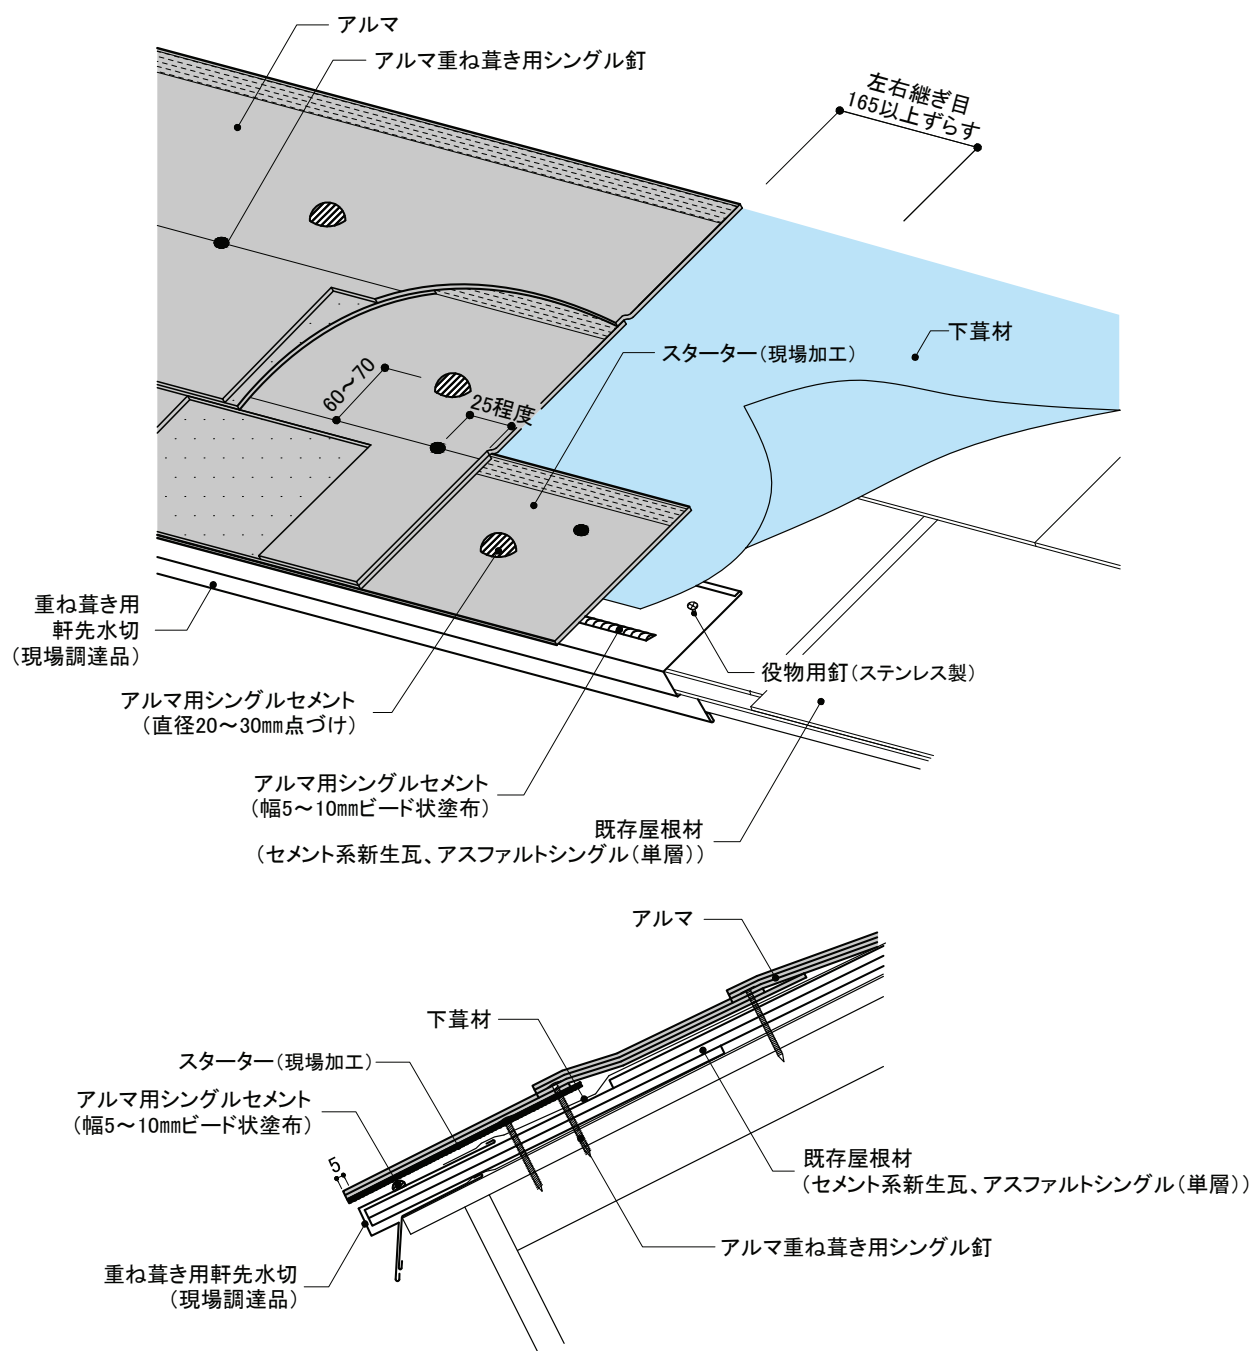 アルマ
アルマ重ね葺き用シングル釘
左右継ぎ目
165以上ずらす
下葺材
スターター(現場加工)
60〜70
25程度
重ね葺き用
軒先水切
(現場調達品)
役物用釘(ステンレス製)
アルマ用シングルセメント
(直径20〜30㎜点づけ)
アルマ用シングルセメント
(幅5〜10㎜ビード状塗布)
既存屋根材
(セメント系新生瓦、アスファルトシングル(単層))
アルマ
下葺材
スターター(現場加工)
アルマ用シングルセメント
(幅5〜10㎜ビード状塗布)
5
既存屋根材
(セメント系新生瓦、アスファルトシングル(単層))
アルマ重ね葺き用シングル釘
重ね葺き用軒先水切
(現場調達品)